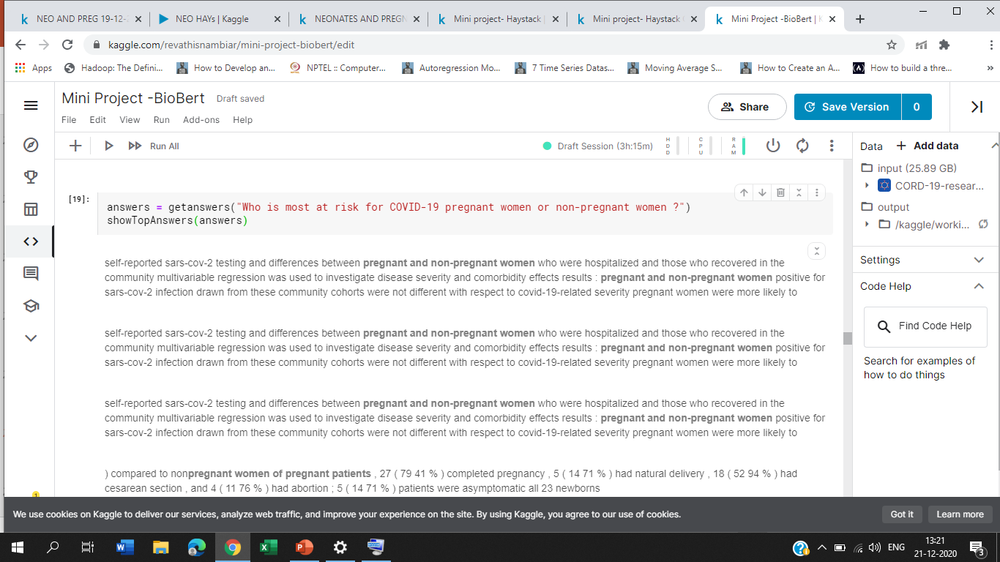 NEO AND PREG 19-12-
NEO HAYs | Kaggle
NEONATES AND PREGN
Mini project- Haystack |
Mini project- Haystack
Mini Project -BioBert | K
kaggle.com/revathisnambiar/mini-project-biobert/edit
Apps
Hadoop: The Defini...
How to Develop an...
NPTEL :: Computer...
Autoregression Mo...
7 Time Series Datas...
Moving Average S...
How to Create an A...
How to build a thre...
Mini Project -BioBert
Draft saved
File Edit View Run Add-ons Help
Share
Save Version 0
Run All
Draft Session (3h:15m)
HDD
CPU
RAM
Data
+ Add data
input (25.89 GB)
CORD-19-resear...
output
/kaggle/worki...
Settings
Code Help
Find Code Help
Search for examples of
how to do things
[19]:
answers = getanswers("Who is most at risk for COVID-19 pregnant women or non-pregnant women ?")
showTopAnswers(answers)
self-reported sars-cov-2 testing and differences between pregnant and non-pregnant women who were hospitalized and those who recovered in the
community multivariable regression was used to investigate disease severity and comorbidity effects results : pregnant and non-pregnant women positive for
sars-cov-2 infection drawn from these community cohorts were not different with respect to covid-19-related severity pregnant women were more likely to
self-reported sars-cov-2 testing and differences between pregnant and non-pregnant women who were hospitalized and those who recovered in the
community multivariable regression was used to investigate disease severity and comorbidity effects results : pregnant and non-pregnant women positive for
sars-cov-2 infection drawn from these community cohorts were not different with respect to covid-19-related severity pregnant women were more likely to
self-reported sars-cov-2 testing and differences between pregnant and non-pregnant women who were hospitalized and those who recovered in the
community multivariable regression was used to investigate disease severity and comorbidity effects results : pregnant and non-pregnant women positive for
sars-cov-2 infection drawn from these community cohorts were not different with respect to covid-19-related severity pregnant women were more likely to
) compared to nonpregnant women of pregnant patients , 27 ( 79 41 % ) completed pregnancy , 5 ( 14 71 % ) had natural delivery , 18 ( 52 94 % ) had
cesarean section , and 4 ( 11 76 % ) had abortion ; 5 ( 14 71 % ) patients were asymptomatic all 23 newborns
1
We use cookies on Kaggle to deliver our services, analyze web traffic, and improve your experience on the site. By using Kaggle, you agree to our use of cookies.
Got it
Learn more
ENG
13:21
21-12-2020
3